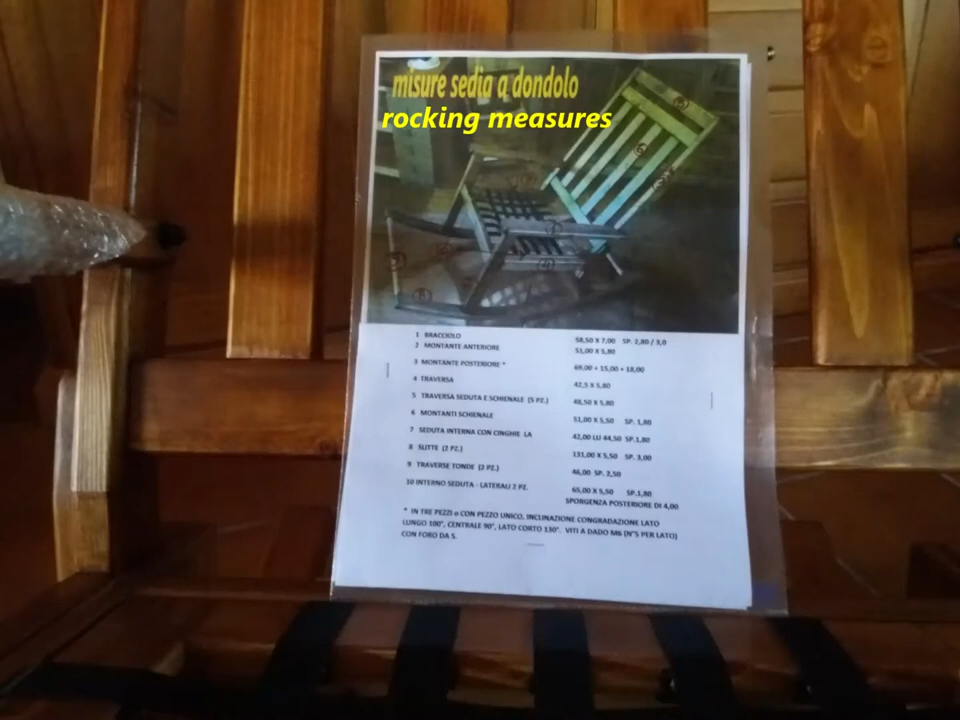 misure sedia a dondolo
rocking measures
1 BRACCIOLO 58,50 X 7,00 SP. 2,80 / 3,0
2 MONTANTE ANTERIORE 51,00 X 5,80
3 MONTANTE POSTERIORE * 69,00 + 15,00 + 18,00
4 TRAVERSA 42,5 X 5,80
5 TRAVERSA SEDUTA E SCHIENALE (5 PZ.) 48,50 X 5,80
6 MONTANTI SCHIENALE 51,00 X 5,50 SP. 1,80
7 SEDUTA INTERNA CON CINGHIE LA 42,00 LU 44,50 SP.1,80
8 SLITTE (2 PZ.) 131,00 X 5,50 SP. 3,00
9 TRAVERSE TONDE (2 PZ.) 46,00 SP. 2,50
10 INTERNO SEDUTA - LATERALI 2 PZ. 65,00 X 5,50 SP.1,80
SPORGENZA POSTERIORE DI 4,00
* IN TRE PEZZI o CON PEZZO UNICO, INCLINAZIONE CONGRADAZIONE LATO
LUNGO 100°, CENTRALE 90°, LATO CORTO 130°. VITI A DADO M6 (N°5 PER LATO)
CON FORO DA 5.